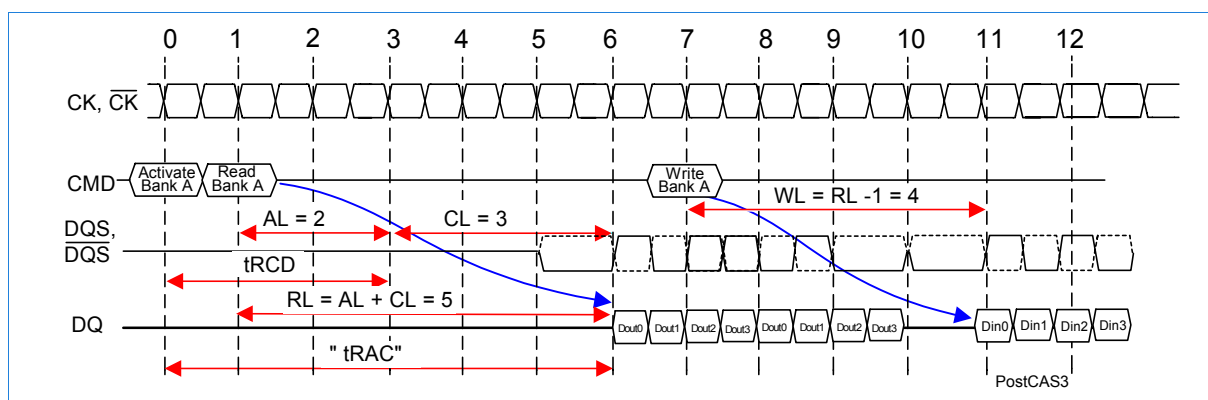 0 1 2 3 4 5 6 7 8 9 10 11 12
CK, CK
CMD
Activate
Bank A
Read
Bank A
Write
Bank A
WL = RL -1 = 4
AL = 2
CL = 3
DQS,
DQS
tRCD
RL = AL + CL = 5
DQ
Dout0 Dout1 Dout2 Dout3 Dout0 Dout1 Dout2 Dout3
Din0 Din1 Din2 Din3
" tRAC"
PostCAS3